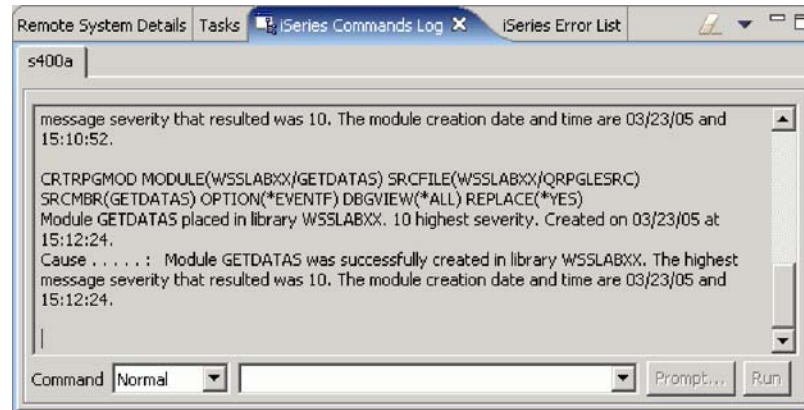 Remote System Details Tasks iSeries Commands Log iSeries Error List
s400a
message severity that resulted was 10. The module creation date and time are 03/23/05 and
15:10:52.
CRTRPGMOD MODULE(WSSLABXX/GETDATAS) SRCFILE(WSSLABXX/QRPGLESRC)
SRCMBR(GETDATAS) OPTION(*EVENTF) DBGVIEW(*ALL) REPLACE(*YES)
Module GETDATAS placed in library WSSLABXX. 10 highest severity. Created on 03/23/05 at
15:12:24.
Cause . . . . . :  Module GETDATAS was successfully created in library WSSLABXX. The highest
message severity that resulted was 10. The module creation date and time are 03/23/05 and
15:12:24.
Command Normal Prompt... Run